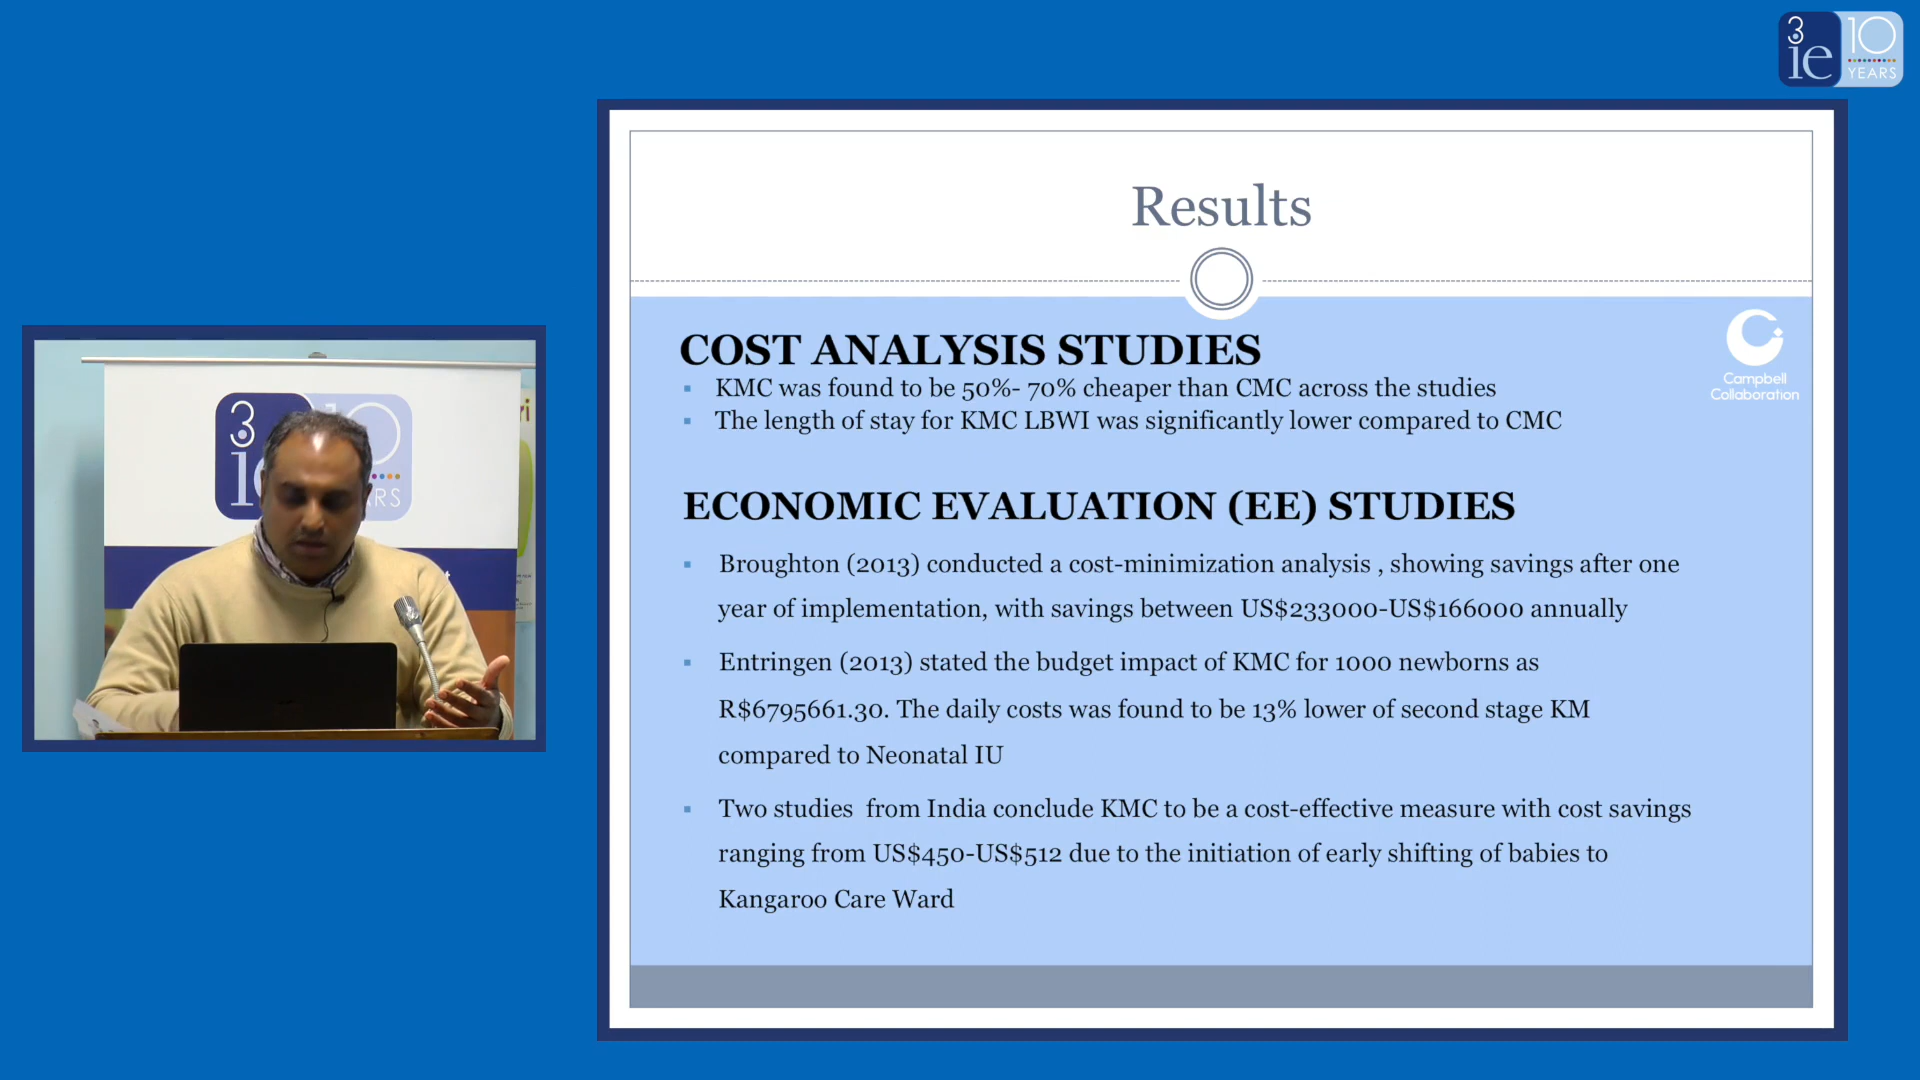 3ie 10 YEARS
Results
COST ANALYSIS STUDIES
▪ KMC was found to be 50%- 70% cheaper than CMC across the studies
▪ The length of stay for KMC LBWI was significantly lower compared to CMC
Campbell
Collaboration
ECONOMIC EVALUATION (EE) STUDIES
▪ Broughton (2013) conducted a cost-minimization analysis , showing savings after one
year of implementation, with savings between US$233000-US$166000 annually
▪ Entringen (2013) stated the budget impact of KMC for 1000 newborns as
R$6795661.30. The daily costs was found to be 13% lower of second stage KM
compared to Neonatal IU
▪ Two studies  from India conclude KMC to be a cost-effective measure with cost savings
ranging from US$450-US$512 due to the initiation of early shifting of babies to
Kangaroo Care Ward
3